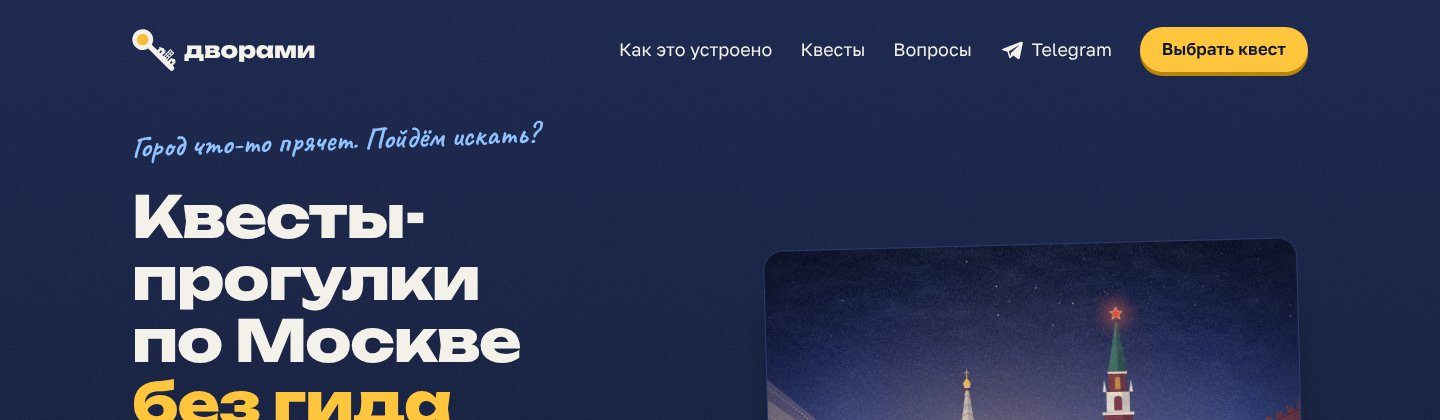 дворами
Как это устроено
Квесты
Вопросы
Telegram
Выбрать квест
Город что-то прячет. Пойдём искать?
Квесты-
прогулки
по Москве
без гида